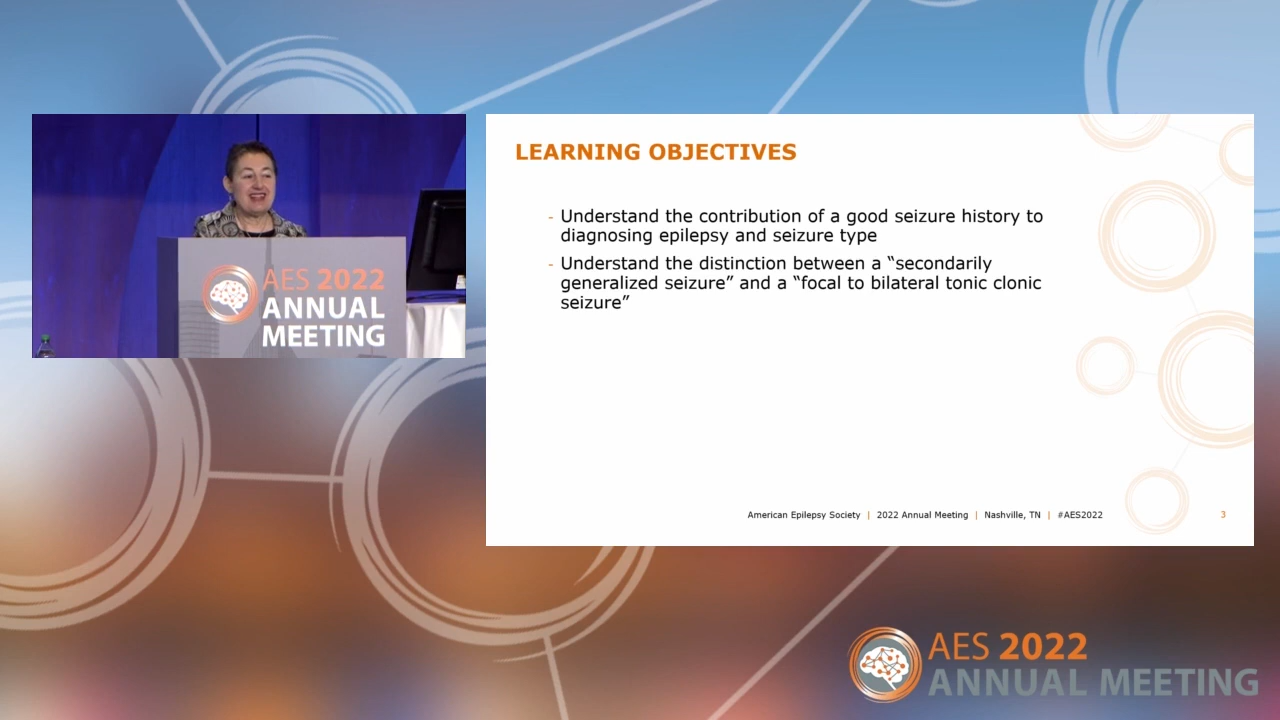 AES 2022
ANNUAL
MEETING
LEARNING OBJECTIVES
- Understand the contribution of a good seizure history to
diagnosing epilepsy and seizure type
- Understand the distinction between a “secondarily
generalized seizure” and a “focal to bilateral tonic clonic
seizure”
American Epilepsy Society | 2022 Annual Meeting | Nashville, TN | #AES2022
3
AES 2022
ANNUAL MEETING